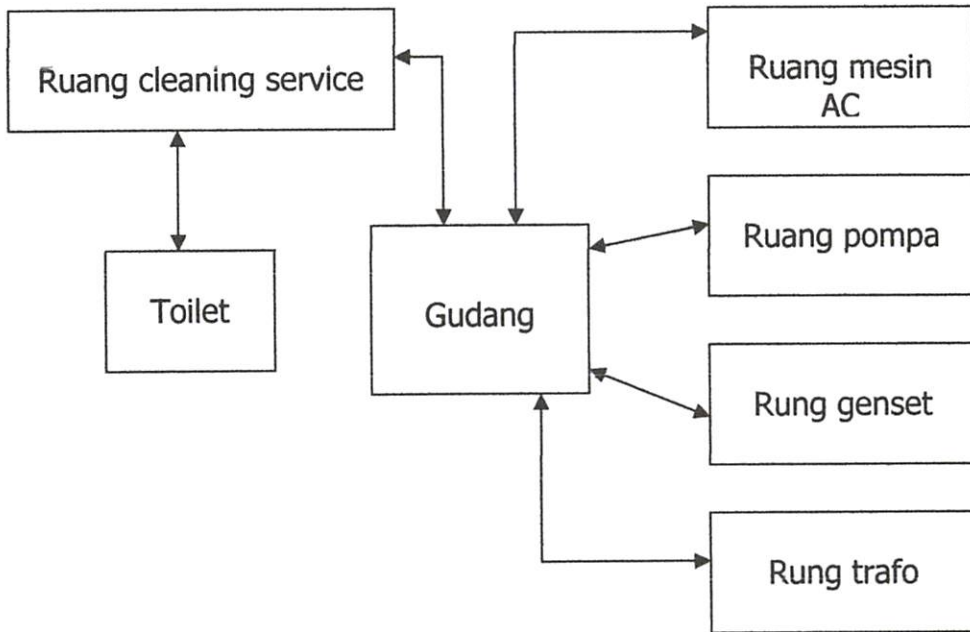 Ruang cleaning service
Ruang mesin
AC
Ruang pompa
Toilet
Gudang
Rung genset
Rung trafo